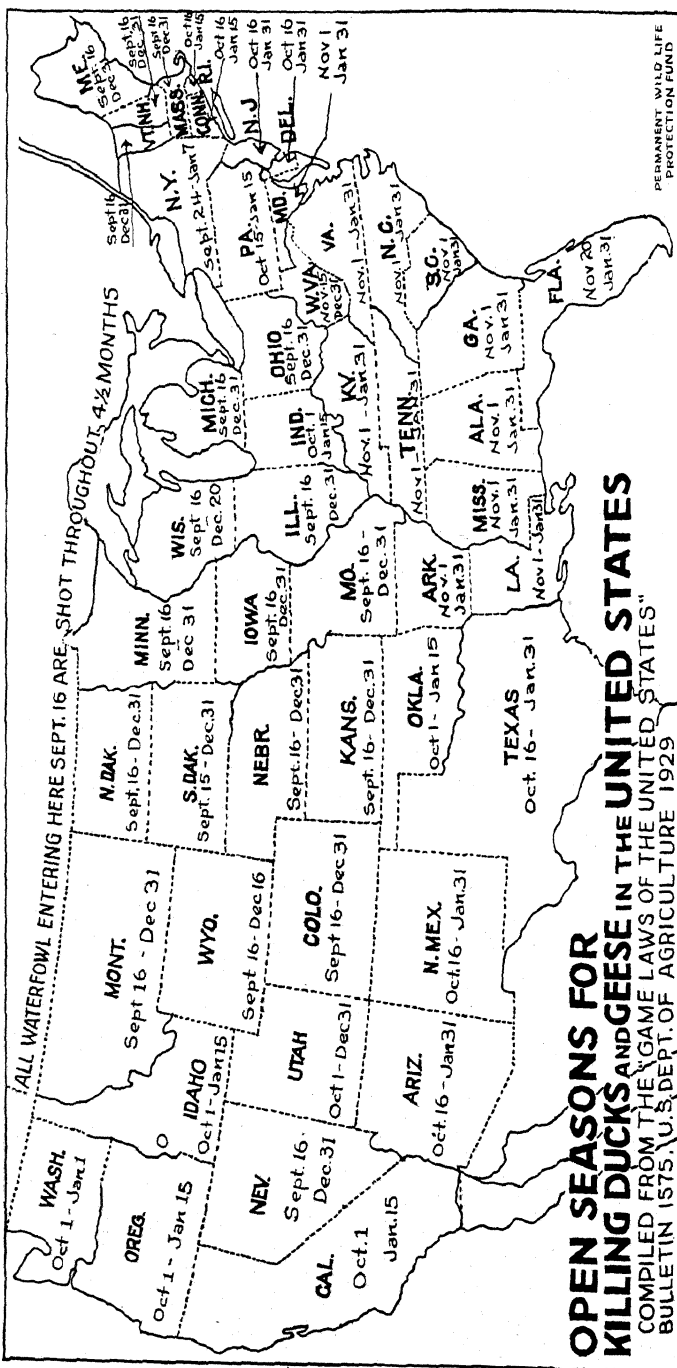 ALL WATERFOWL ENTERING HERE SEPT. 16 ARE SHOT THROUGHOUT 4½ MONTHS
WASH.
Oct 1 - Jan. 1
OREG.
Oct 1 - Jan 15
CAL.
Oct. 1
Jan. 15
NEV.
Sept. 16.
Dec. 31
IDAHO
Oct 1 - Jan 15
MONT.
Sept 16 - Dec 31
WYO.
Sept 16 - Dec 16
UTAH
Oct 1 - Dec 31
COLO.
Sept 16 - Dec 31
ARIZ.
Oct. 16 - Jan 31
N. MEX.
Oct. 16 - Jan. 31
N. DAK.
Sept. 16 - Dec. 31
S. DAK.
Sept. 15 - Dec. 31
NEBR.
Sept. 16 - Dec 31
KANS.
Sept. 16 - Dec. 31
OKLA.
Oct 1 - Jan 15
TEXAS
Oct. 16 - Jan. 31
MINN.
Sept 16
Dec 31
IOWA
Sept. 16
Dec. 31
MO.
Sept. 16 -
Dec. 31
ARK.
Nov. 1
Jan. 31
LA.
Nov. 1 - Jan 31
WIS.
Sept 16
Dec. 20
ILL.
Sept. 16
Dec. 31
MICH.
Sept. 16
Dec. 31
IND.
Oct. 1
Jan 15
OHIO
Sept. 16
Dec. 31
KY.
Nov. 1 - Jan. 31
TENN.
Nov. 1 - Jan 31
MISS.
Nov. 1
Jan. 31
ALA.
Nov. 1
Jan. 31
GA.
Nov. 1
Jan. 31
FLA.
Nov 20
Jan. 31
S.C.
Nov. 1
Jan 31
N.C.
Nov. 1 - Jan 31
VA.
Nov. 1 - Jan. 31
W. VA.
Nov. 15
Dec 31
MD.
Nov 1
Jan 31
DEL.
Oct 16
Jan 31
N.J
Oct 16
Jan 31
PA.
Oct 15 - Jan 15
N.Y.
Sept. 24 - Jan 7
CONN.
R.I.
Oct 16
Jan 15
Oct 16
Jan 15
MASS.
Sept. 16
Dec 31
VT.
Sept 16
Dec 31
N.H.
Sept. 16
ME.
Sept. 16
Dec 31
OPEN SEASONS FOR
KILLING DUCKS AND GEESE IN THE UNITED STATES
COMPILED FROM THE "GAME LAWS OF THE UNITED STATES"
BULLETIN 1575, U.S. DEPT. OF AGRICULTURE 1929
PERMANENT WILD LIFE
PROTECTION FUND